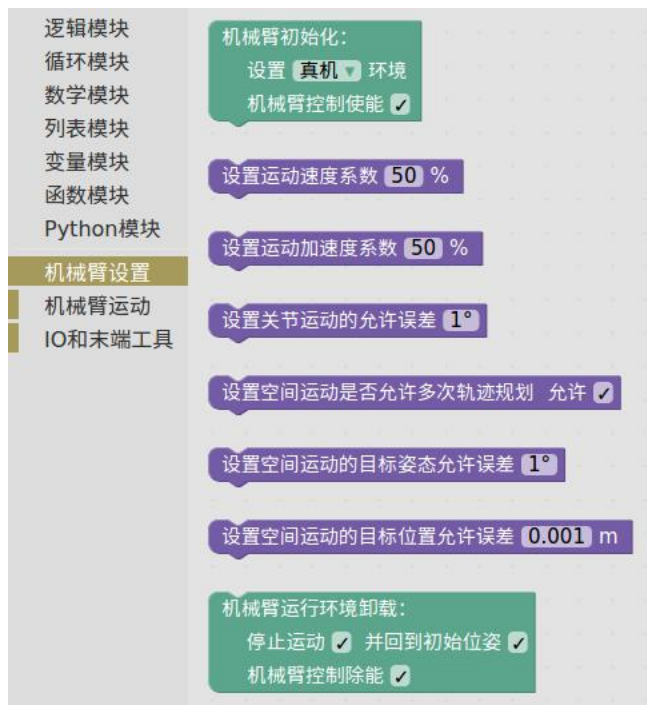 逻辑模块
循环模块
数学模块
列表模块
变量模块
函数模块
Python模块
机械臂设置
机械臂运动
IO和末端工具
机械臂初始化：
设置 真机 环境
机械臂控制使能 ✓
设置运动速度系数 50 %
设置运动加速度系数 50 %
设置关节运动的允许误差 1°
设置空间运动是否允许多次轨迹规划 允许 ✓
设置空间运动的目标姿态允许误差 1°
设置空间运动的目标位置允许误差 0.001 m
机械臂运行环境卸载：
停止运动 ✓ 并回到初始位姿 ✓
机械臂控制除能 ✓